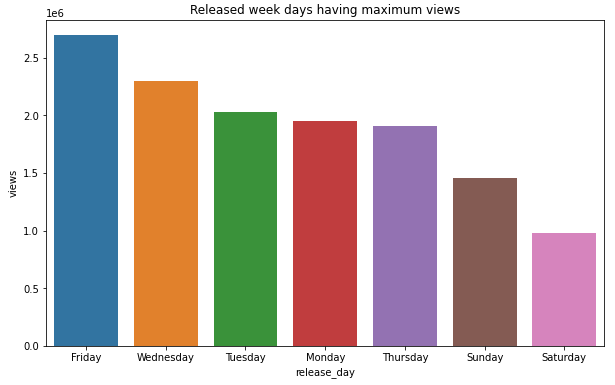 Released week days having maximum views
1e6
2.5
2.0
1.5
1.0
0.5
0.0
views
Friday Wednesday Tuesday Monday Thursday Sunday Saturday
release_day